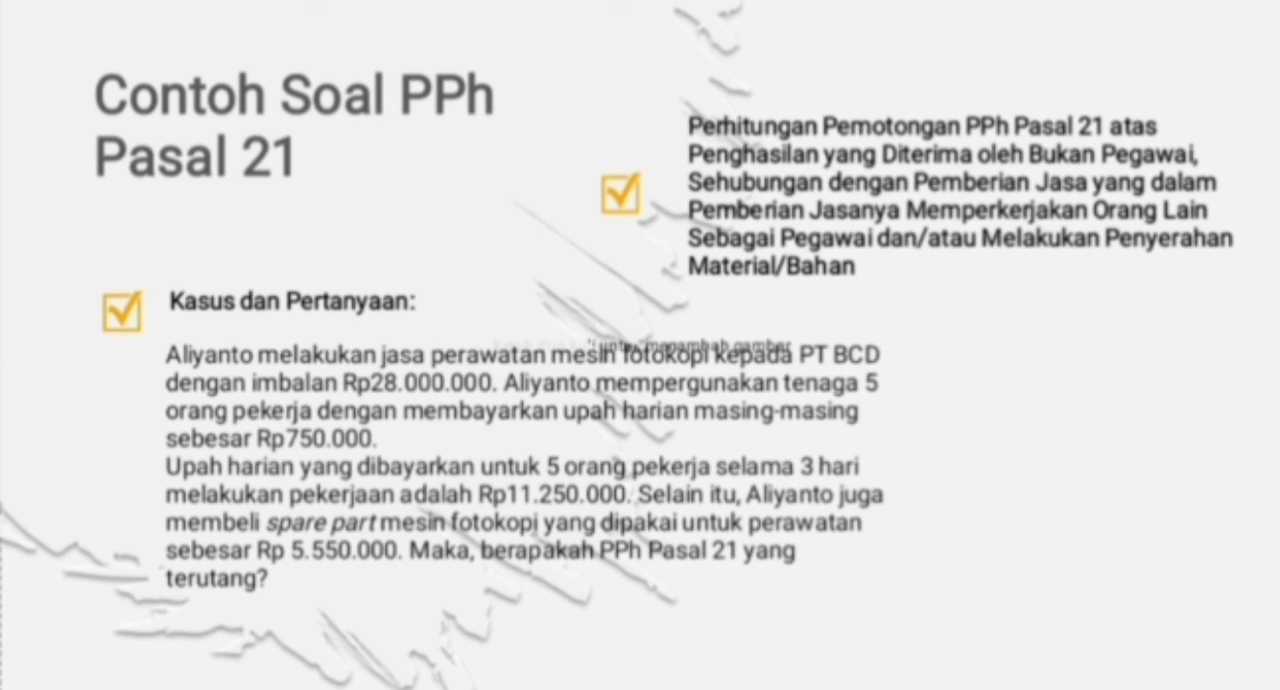 Contoh Soal PPh
Pasal 21
Perhitungan Pemotongan PPh Pasal 21 atas
Penghasilan yang Diterima oleh Bukan Pegawai,
Sehubungan dengan Pemberian Jasa yang dalam
Pemberian Jasanya Memperkerjakan Orang Lain
Sebagai Pegawai dan/atau Melakukan Penyerahan
Material/Bahan
Kasus dan Pertanyaan:
Aliyanto melakukan jasa perawatan mesin fotokopi kepada PT BCD
dengan imbalan Rp28.000.000. Aliyanto mempergunakan tenaga 5
orang pekerja dengan membayarkan upah harian masing-masing
sebesar Rp750.000.
Upah harian yang dibayarkan untuk 5 orang pekerja selama 3 hari
melakukan pekerjaan adalah Rp11.250.000. Selain itu, Aliyanto juga
membeli spare part mesin fotokopi yang dipakai untuk perawatan
sebesar Rp 5.550.000. Maka, berapakah PPh Pasal 21 yang
terutang?